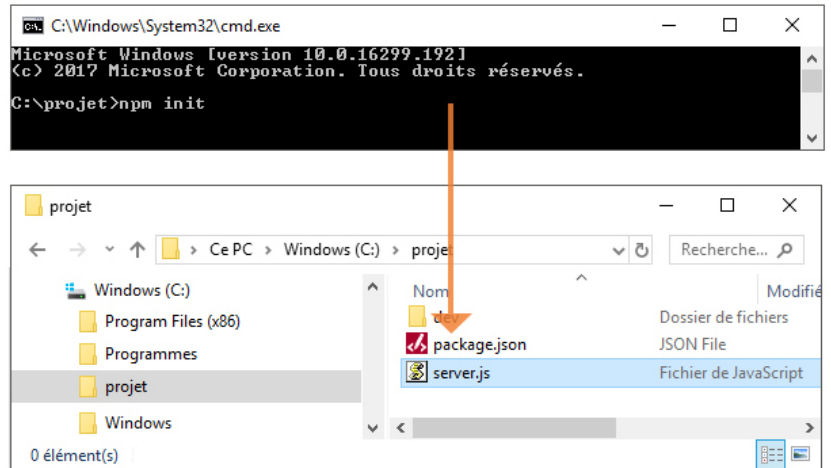 C:\Windows\System32\cmd.exe
Microsoft Windows [version 10.0.16299.192]
(c) 2017 Microsoft Corporation. Tous droits réservés.
C:\projet>npm init
projet
Ce PC > Windows (C:) > projet
Recherche...
Windows (C:)
Program Files (x86)
Programmes
projet
Windows
Nom Modifié
dev Dossier de fichiers
package.json JSON File
server.js Fichier de JavaScript
0 élément(s)